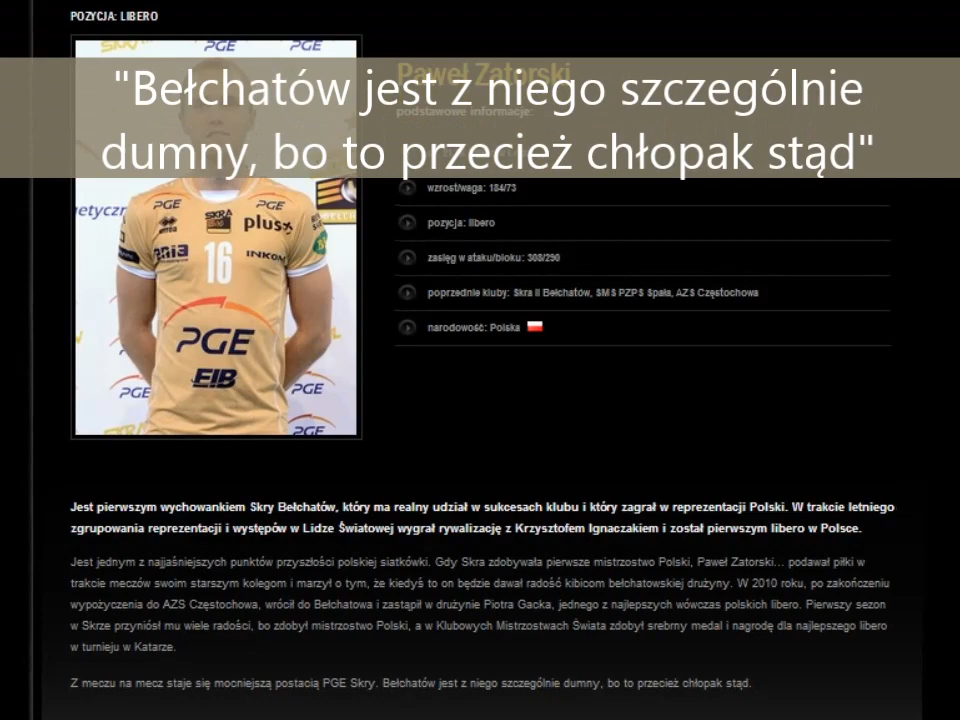 POZYCJA: LIBERO
SKRA PGE PGE
Paweł Zatorski
"Bełchatów jest z niego szczególnie
podstawowe informacje:
dumny, bo to przecież chłopak stąd"
wzrost/waga: 184/73
etyczn
PGE SKRA PGE
errea plus+
pozycja: libero
16
INKOM
zasięg w ataku/bloku: 308/290
poprzednie kluby: Skra II Bełchatów, SMS PZPS Spała, AZS Częstochowa
narodowość: Polska
PGE
EIB
PGE PGE
PGE
Jest pierwszym wychowankiem Skry Bełchatów, który ma realny udział w sukcesach klubu i który zagrał w reprezentacji Polski. W trakcie letniego
zgrupowania reprezentacji i występów w Lidze Światowej wygrał rywalizację z Krzysztofem Ignaczakiem i został pierwszym libero w Polsce.
Jest jednym z najjaśniejszych punktów przyszłości polskiej siatkówki. Gdy Skra zdobywała pierwsze mistrzostwo Polski, Paweł Zatorski... podawał piłki w
trakcie meczów swoim starszym kolegom i marzył o tym, że kiedyś to on będzie dawał radość kibicom bełchatowskiej drużyny. W 2010 roku, po zakończeniu
wypożyczenia do AZS Częstochowa, wrócił do Bełchatowa i zastąpił w drużynie Piotra Gacka, jednego z najlepszych wówczas polskich libero. Pierwszy sezon
w Skrze przyniósł mu wiele radości, bo zdobył mistrzostwo Polski, a w Klubowych Mistrzostwach Świata zdobył srebrny medal i nagrodę dla najlepszego libero
w turnieju w Katarze.
Z meczu na mecz staje się mocniejszą postacią PGE Skry. Bełchatów jest z niego szczególnie dumny, bo to przecież chłopak stąd.